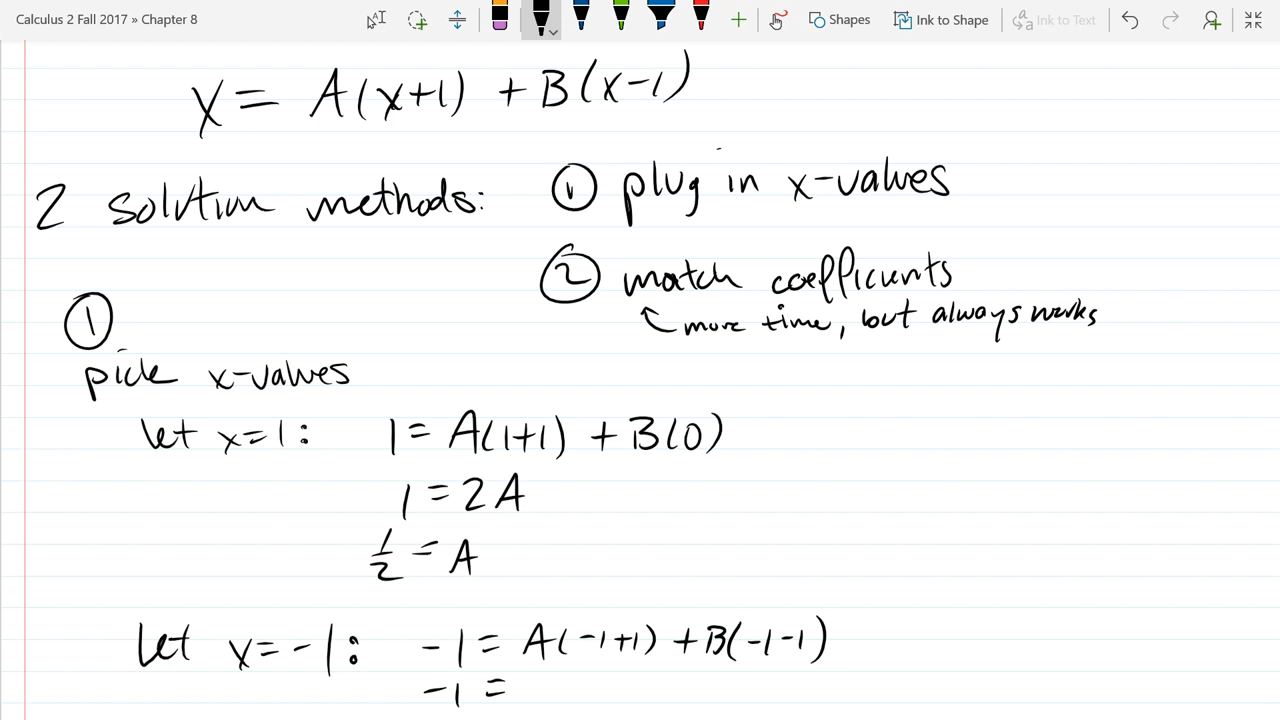 Calculus 2 Fall 2017 » Chapter 8
Shapes
Ink to Shape
Ink to Text
x = A(x+1) + B(x-1)
2 solution methods: ① plug in x-values
② match coefficients
more time, but always works
①
pick x-values
let x=1: 1 = A(1+1) + B(0)
1 = 2A
1/2 = A
Let x=-1: -1 = A(-1+1) + B(-1-1)
-1 =